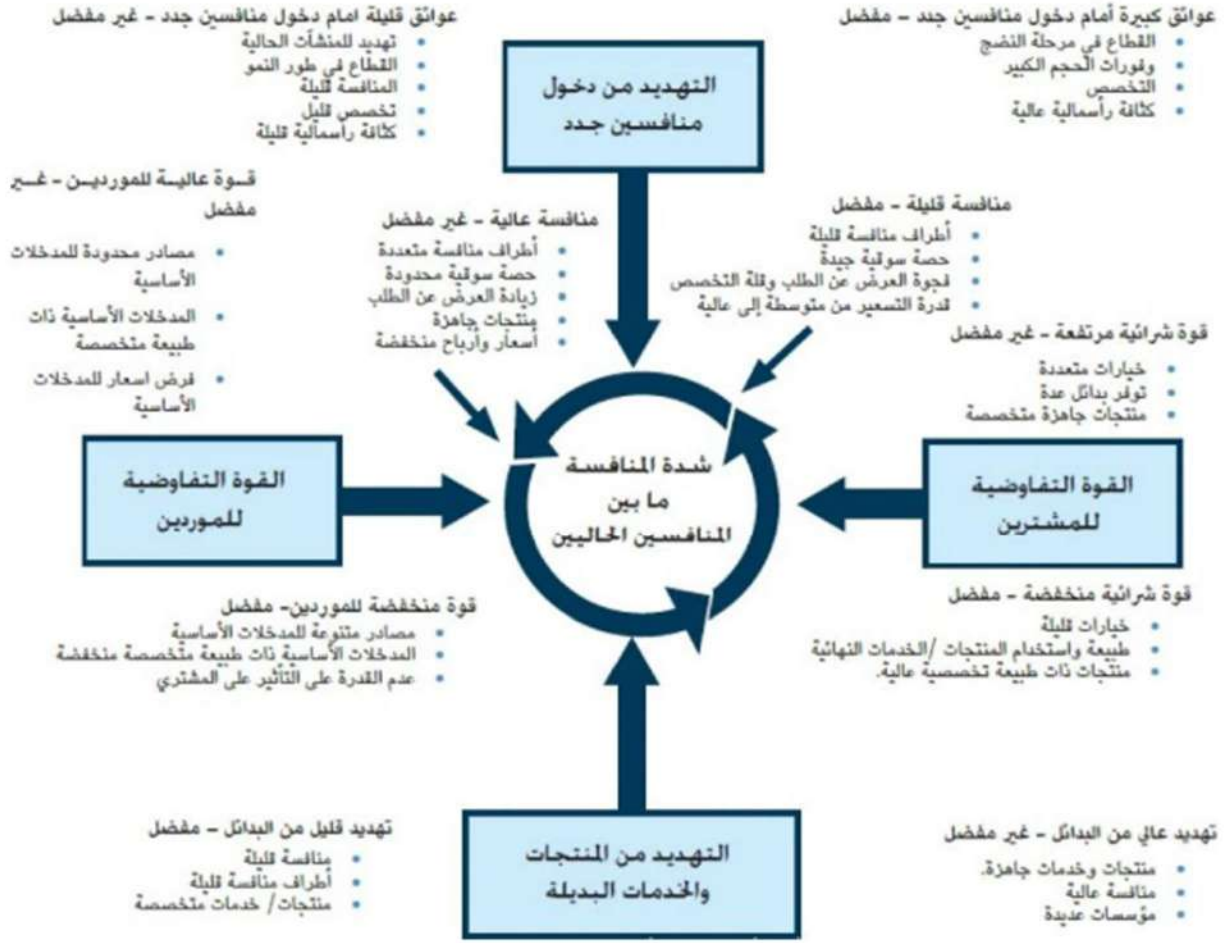 عوائق كبيرة أمام دخول منافسين جدد – مفضل
القطاع في مرحلة النضج
وفورات الحجم الكبير
التخصص
كثافة رأسمالية عالية
التهديد من دخول
منافسين جدد
عوائق قليلة امام دخول منافسين جدد – غير مفضل
تهديد للمنشآت الحالية
القطاع في طور النمو
المنافسة قليلة
تخصص قليل
كثافة رأسمالية قليلة
منافسة قليلة – مفضل
أطراف منافسة قليلة
حصة سوقية جيدة
فجوة العرض عن الطلب وقلة التخصص
قدرة التسعير من متوسطة إلى عالية
منافسة عالية – غير مفضل
أطراف منافسة متعددة
حصة سوقية محدودة
زيادة العرض عن الطلب
منتجات جاهزة
أسعار وأرباح منخفضة
قوة عالية للموردين – غير
مفضل
مصادر محدودة للمدخلات
الأساسية
المدخلات الأساسية ذات
طبيعة متخصصة
فرض اسعار للمدخلات
الأساسية
قوة شرائية مرتفعة – غير مفضل
خيارات متعددة
توفر بدائل عدة
منتجات جاهزة متخصصة
القوة التفاوضية
للمشترين
شدة المنافسة
ما بين
المنافسين الحاليين
القوة التفاوضية
للموردين
قوة شرائية منخفضة – مفضل
خيارات قليلة
طبيعة واستخدام المنتجات /الخدمات النهائية
منتجات ذات طبيعة تخصصية عالية.
قوة منخفضة للموردين– مفضل
مصادر متنوعة للمدخلات الأساسية
المدخلات الأساسية ذات طبيعة متخصصة منخفضة
عدم القدرة على التأثير على المشتري
تهديد عالي من البدائل – غير مفضل
منتجات وخدمات جاهزة.
منافسة عالية
مؤسسات عديدة
التهديد من المنتجات
والخدمات البديلة
تهديد قليل من البدائل – مفضل
منافسة قليلة
أطراف منافسة قليلة
منتجات/ خدمات متخصصة